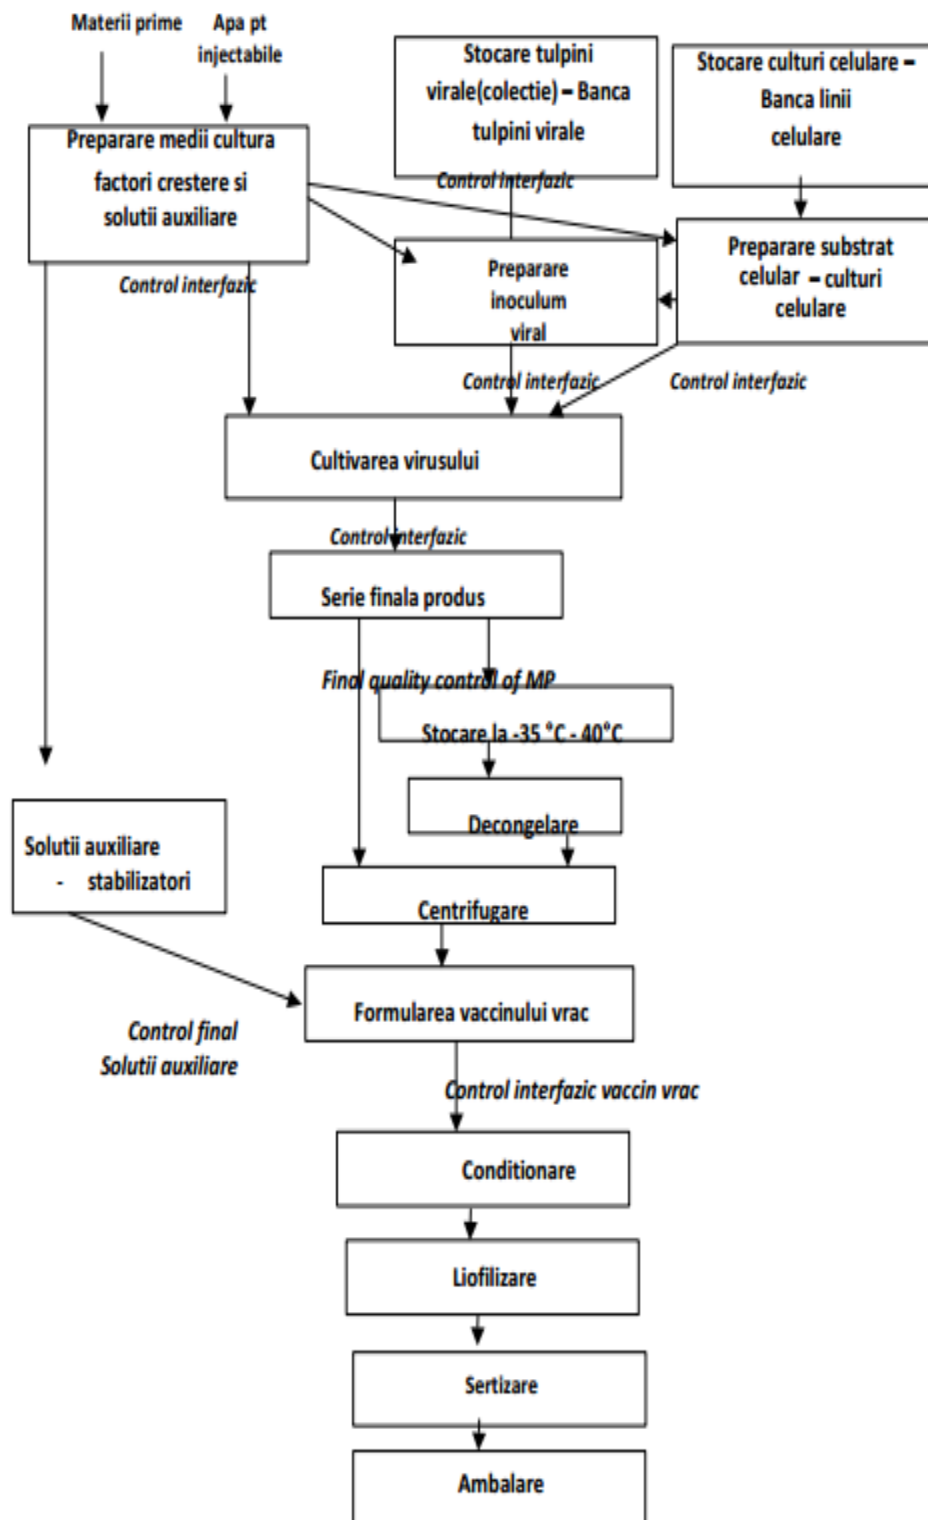 Materii prime
Apa pt
injectabile
Stocare tulpini
virale(colectie) – Banca
tulpini virale
Stocare culturi celulare –
Banca linii
celulare
Preparare medii cultura
factori crestere si
solutii auxiliare
Control interfazic
Preparare substrat
celular – culturi
celulare
Preparare
inoculum
viral
Control interfazic
Control interfazic
Control interfazic
Cultivarea virusului
Control interfazic
Serie finala produs
Final quality control of MP
Stocare la -35 °C - 40°C
Decongelare
Solutii auxiliare
- stabilizatori
Centrifugare
Formularea vaccinului vrac
Control final
Solutii auxiliare
Control interfazic vaccin vrac
Conditionare
Liofilizare
Sertizare
Ambalare